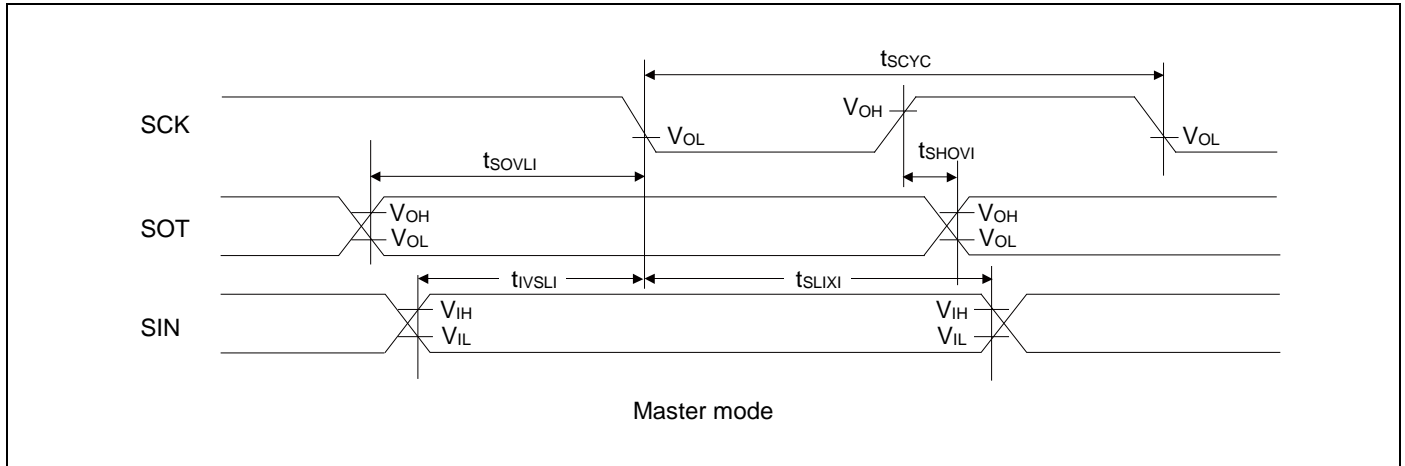 tSCYC
SCK
VOH
VOL
VOL
tSHOVI
tSOVLI
SOT
VOH
VOL
VOH
VOL
tIVSLI
tSLIXI
SIN
VIH
VIL
VIH
VIL
Master mode